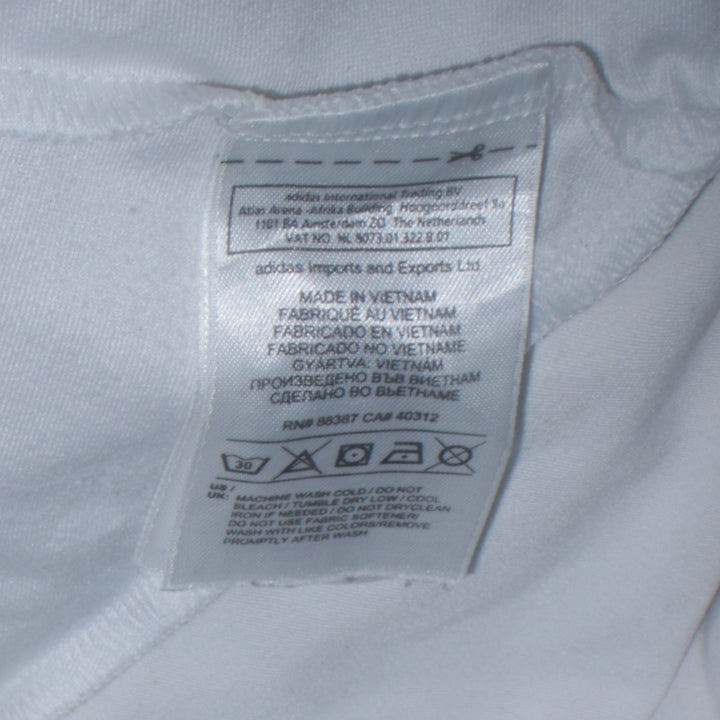 adidas International Trading BV
Atlas Arena -Afrika Building Hoogoorddreef 9a
1101 BA Amsterdam ZO The Netherlands
VAT NO. NL 8073.01.322.B.01
adidas Imports and Exports Ltd
MADE IN VIETNAM
FABRIQUÉ AU VIETNAM
FABRICADO EN VIETNAM
FABRICADO NO VIETNAME
GYÁRTVA: VIETNAM
ПРОИЗВЕДЕНО ВЪВ ВИЕТНАМ
СДЕЛАНО ВО ВЬЕТНАМЕ
RN# 88387 CA# 40312
30
US /
UK: MACHINE WASH COLD / DO NOT
BLEACH / TUMBLE DRY LOW / COOL
IRON IF NEEDED / DO NOT DRYCLEAN
DO NOT USE FABRIC SOFTENER/
WASH WITH LIKE COLORS/REMOVE
PROMPTLY AFTER WASH